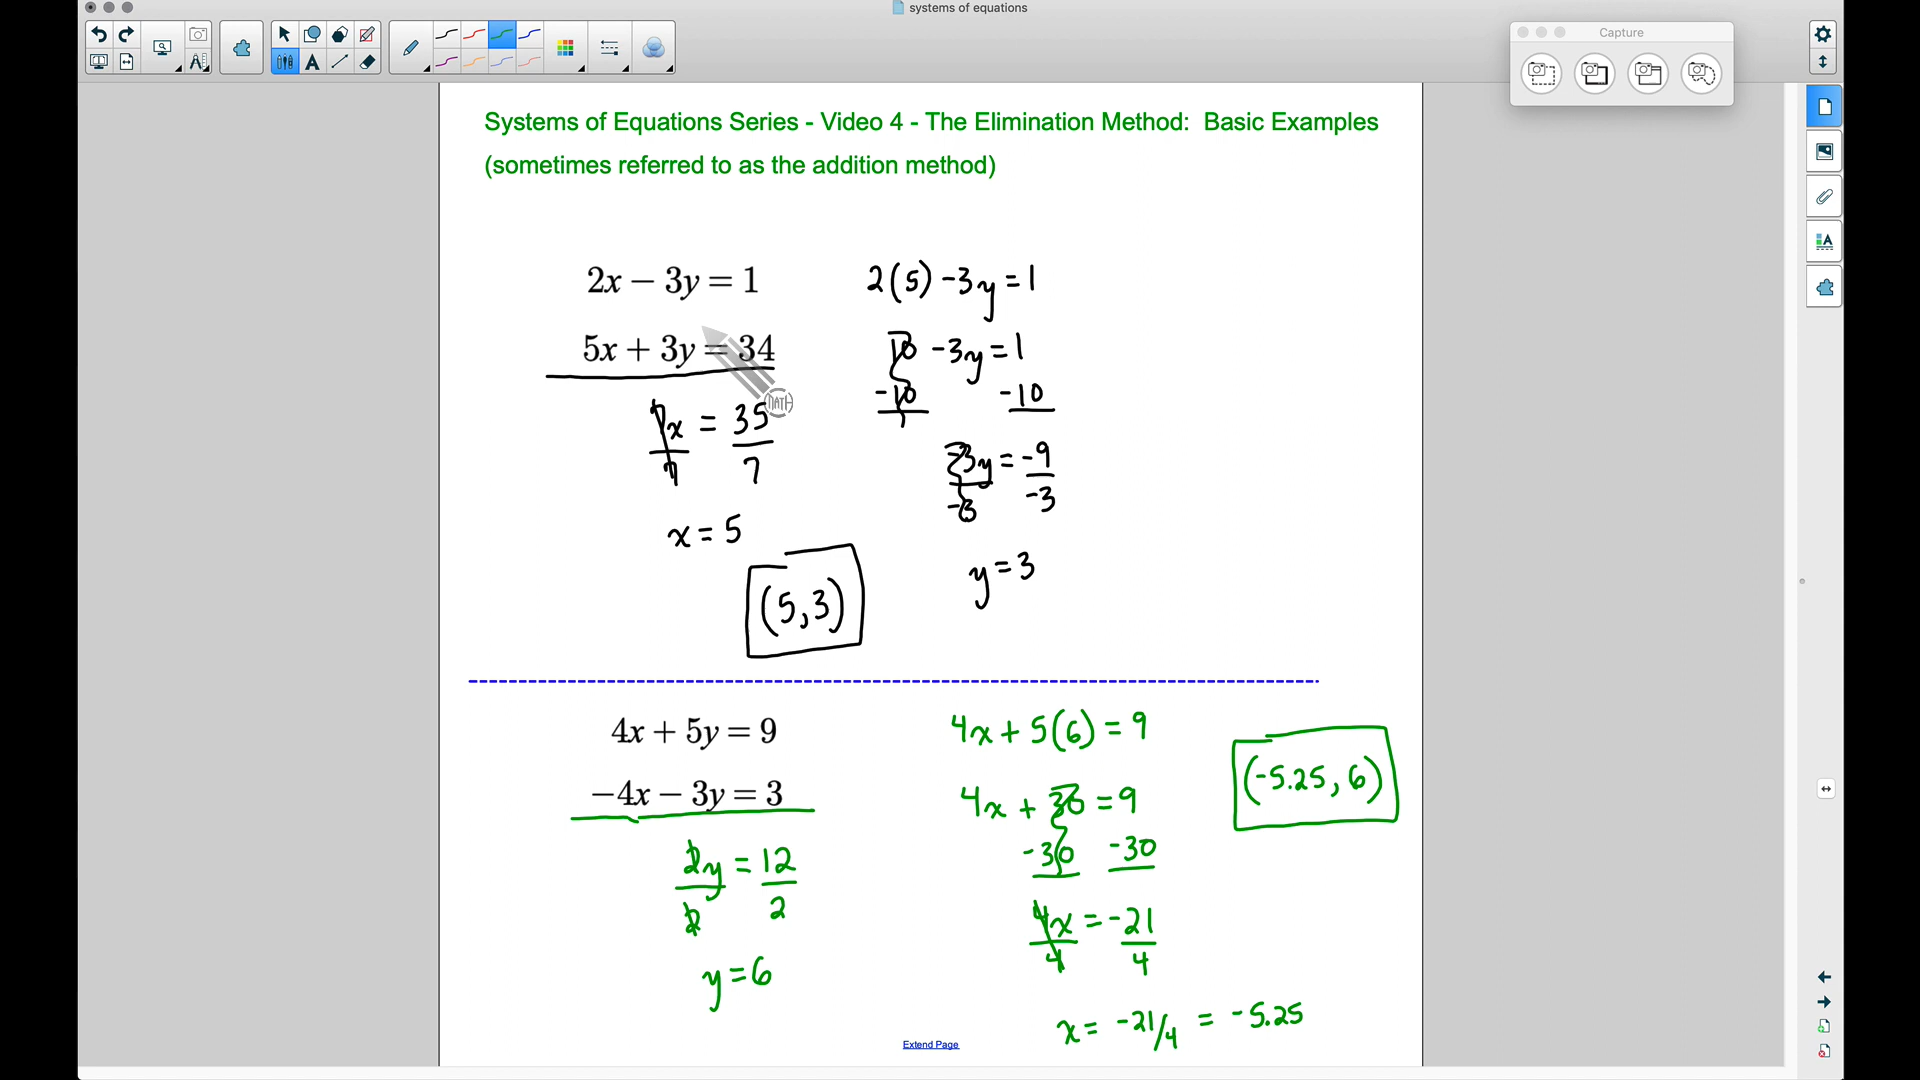 systems of equations
Capture
Systems of Equations Series - Video 4 - The Elimination Method: Basic Examples
(sometimes referred to as the addition method)
2x − 3y = 1
5x + 3y = 34
7x = 35
7 7
x = 5
(5,3)
2(5) -3y = 1
10 -3y = 1
-10 -10
-3y = -9
-3 -3
y = 3
4x + 5y = 9
−4x − 3y = 3
2y = 12
2 2
y = 6
4x + 5(6) = 9
4x + 30 = 9
-30 -30
4x = -21
4 4
x = -21/4 = -5.25
(-5.25, 6)
Extend Page
MATH